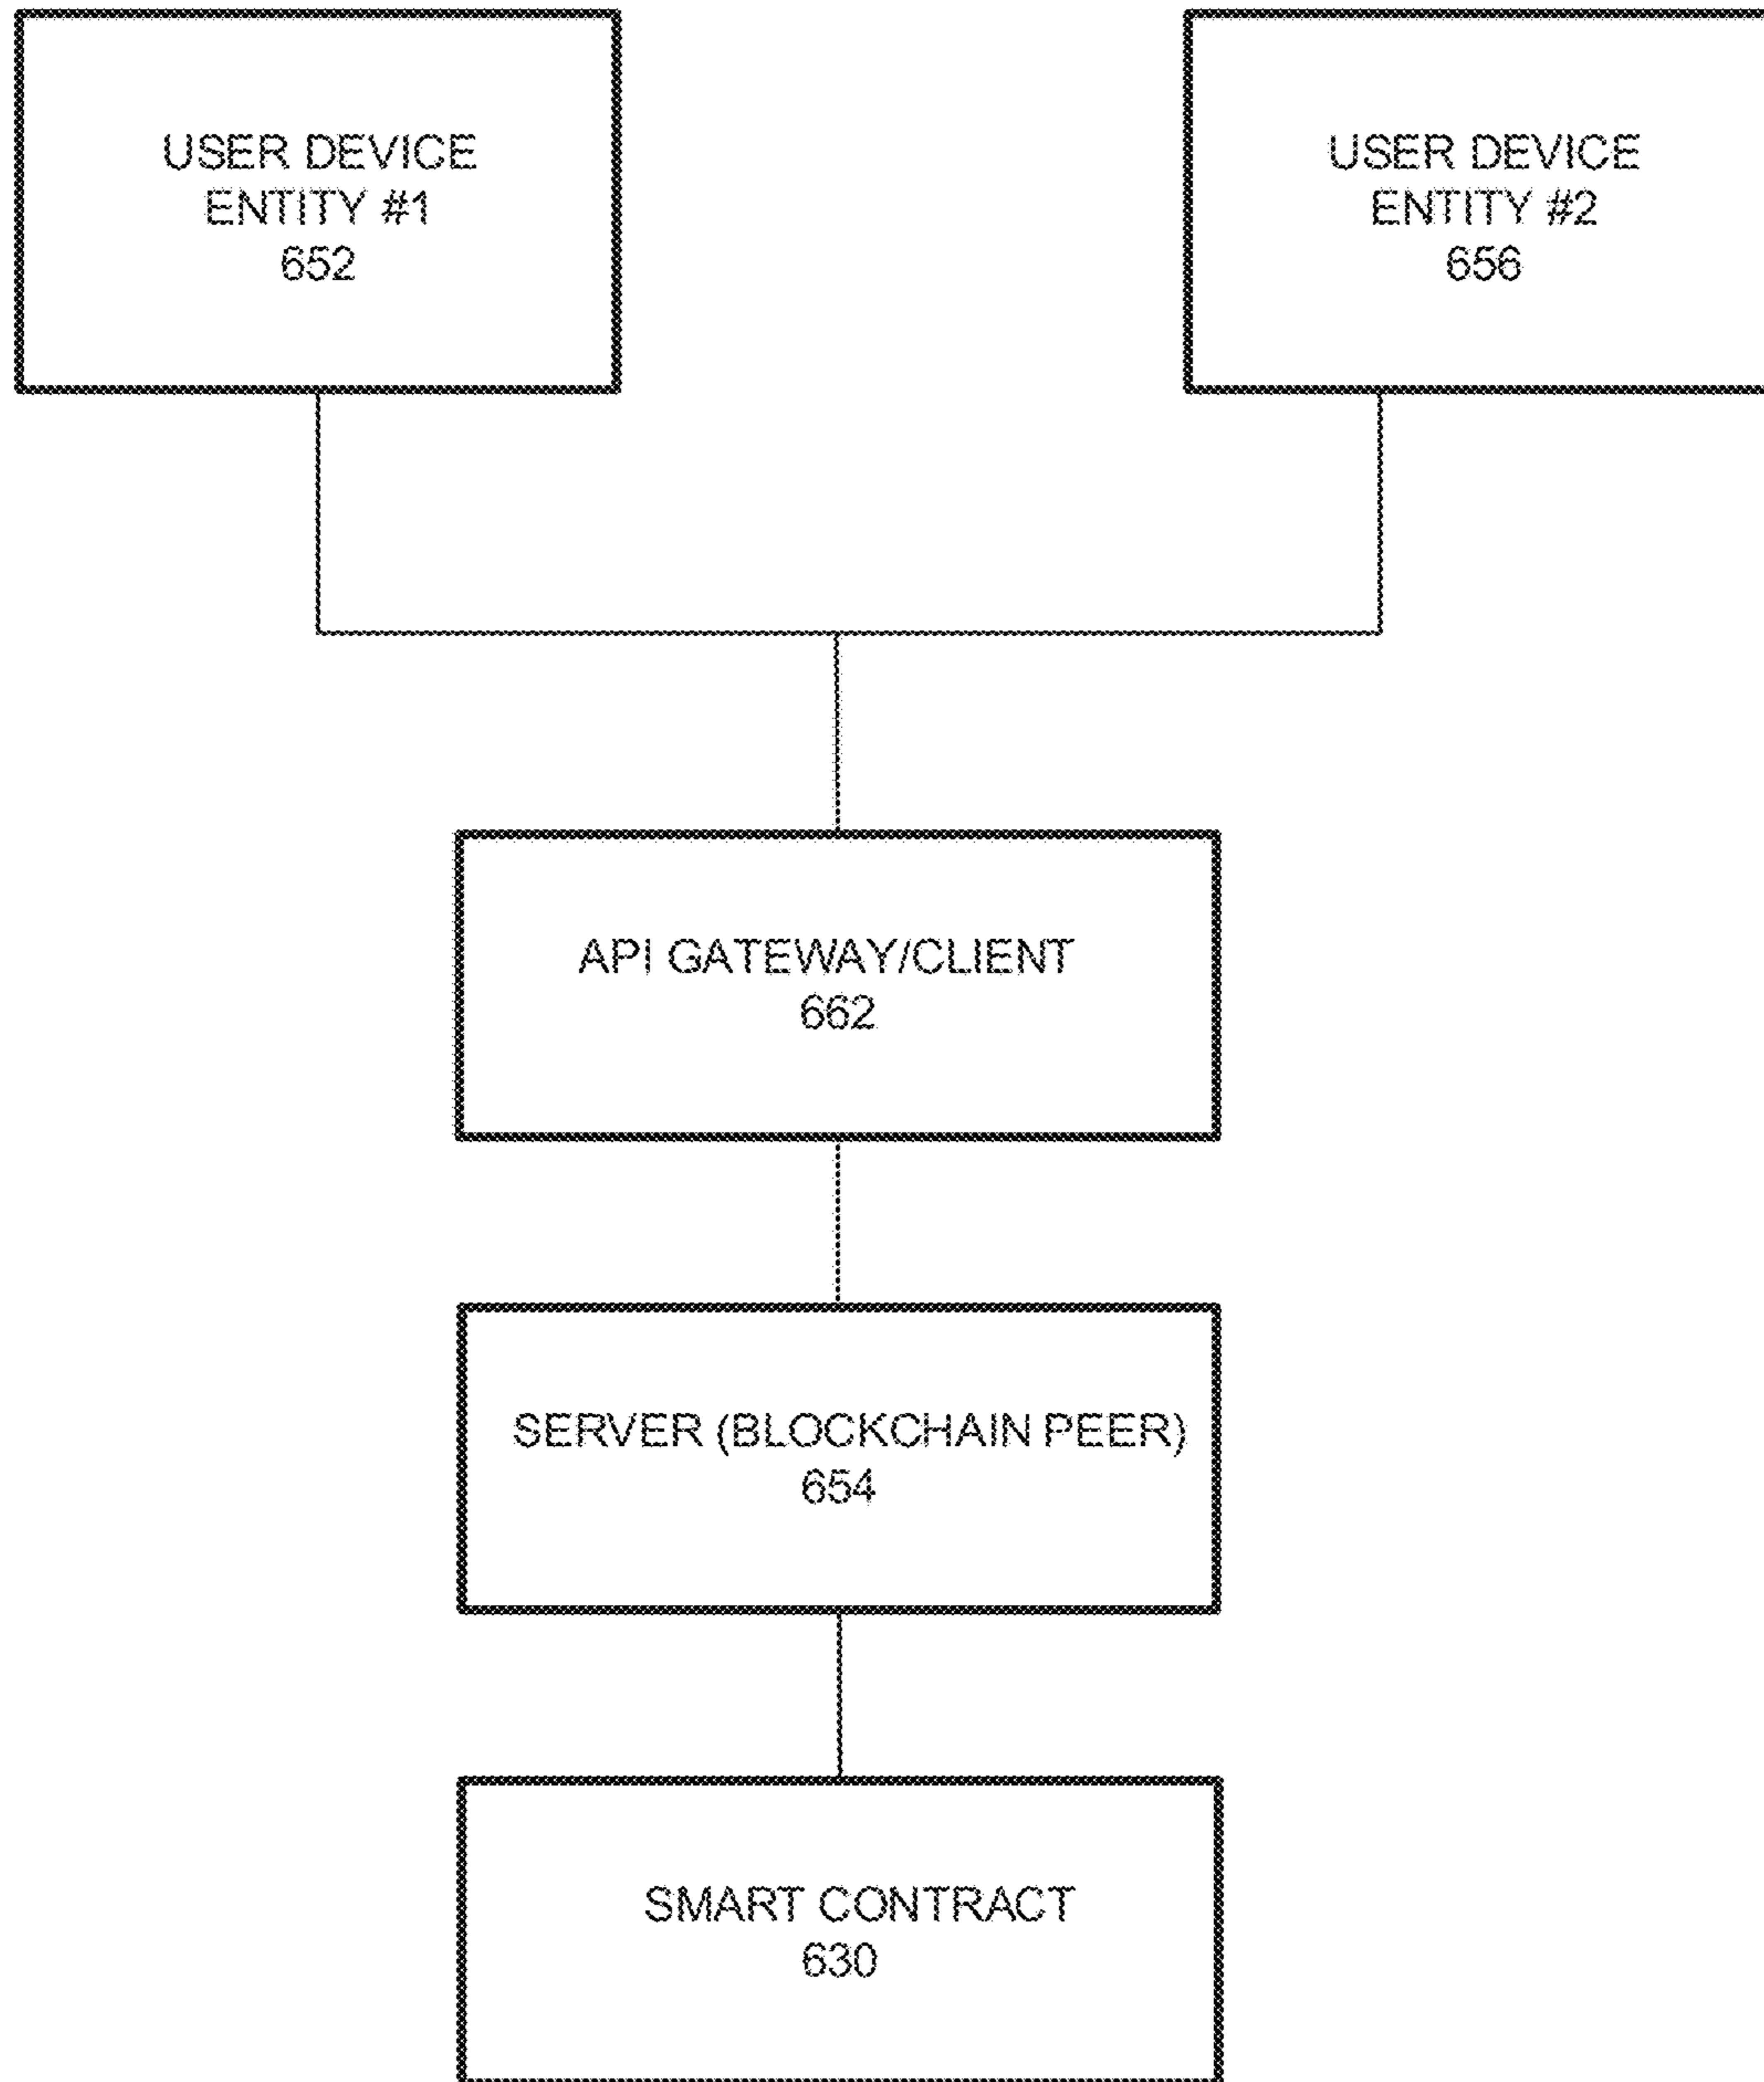 USER DEVICE
ENTITY #1
652
USER DEVICE
ENTITY #2
656
API GATEWAY/CLIENT
662
SERVER (BLOCKCHAIN PEER)
654
SMART CONTRACT
630